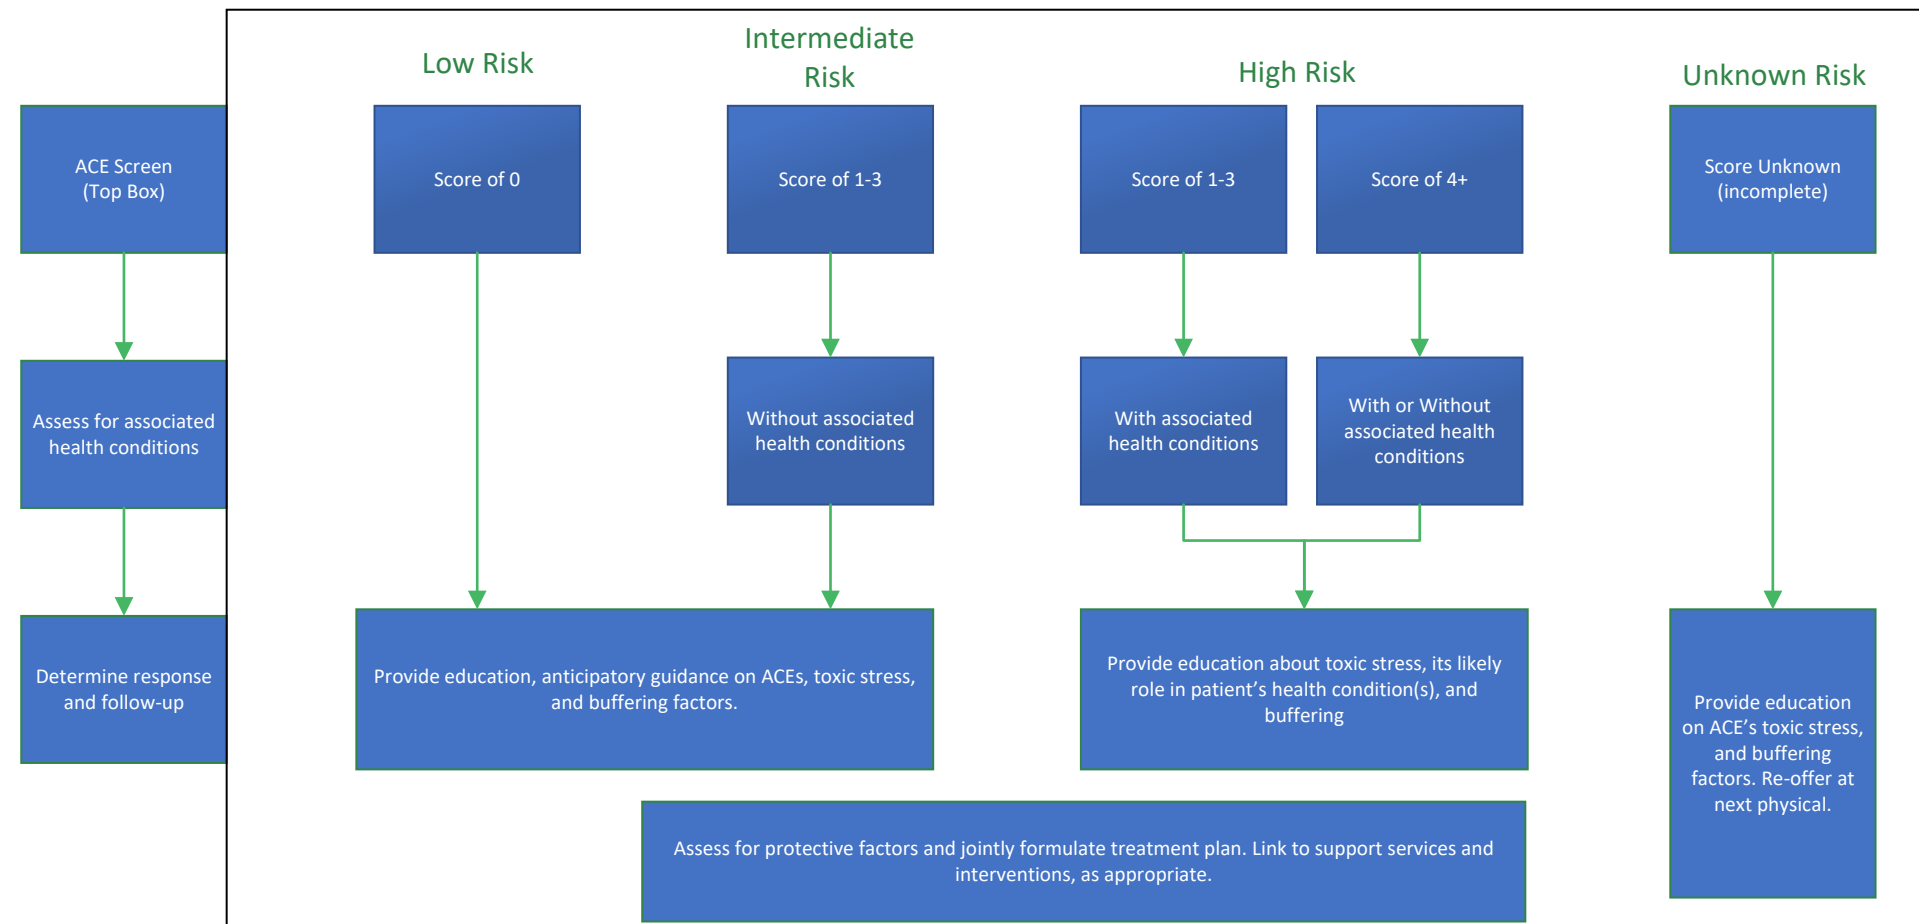 Low Risk
Intermediate
Risk
High Risk
Unknown Risk
ACE Screen
(Top Box)
Score of 0
Score of 1-3
Score of 1-3
Score of 4+
Score Unknown
(incomplete)
Assess for associated
health conditions
Without associated
health conditions
With associated
health conditions
With or Without
associated health
conditions
Determine response
and follow-up
Provide education, anticipatory guidance on ACEs, toxic stress,
and buffering factors.
Provide education about toxic stress, its likely
role in patient’s health condition(s), and
buffering
Provide education
on ACE’s toxic stress,
and buffering
factors. Re-offer at
next physical.
Assess for protective factors and jointly formulate treatment plan. Link to support services and
interventions, as appropriate.